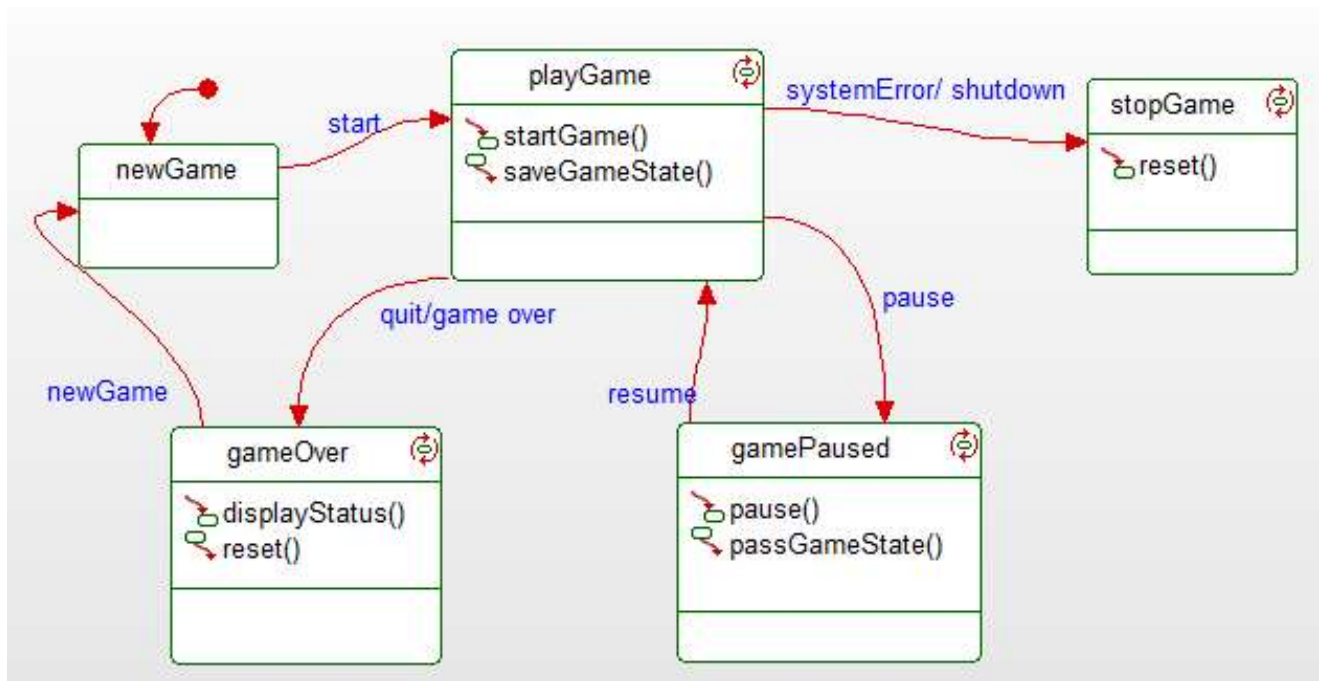 playGame
systemError/ shutdown
stopGame
start
startGame()
saveGameState()
newGame
reset()
quit/game over
pause
newGame
resume
gameOver
displayStatus()
reset()
gamePaused
pause()
passGameState()